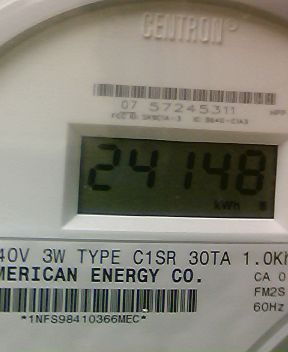 CENTRON®
07 57245311
24148
kWh
40V 3W TYPE C1SR 30TA 1.0Kh
MERICAN ENERGY CO.
CA 0
FM2S
60Hz
*1NFS98410366MEC*